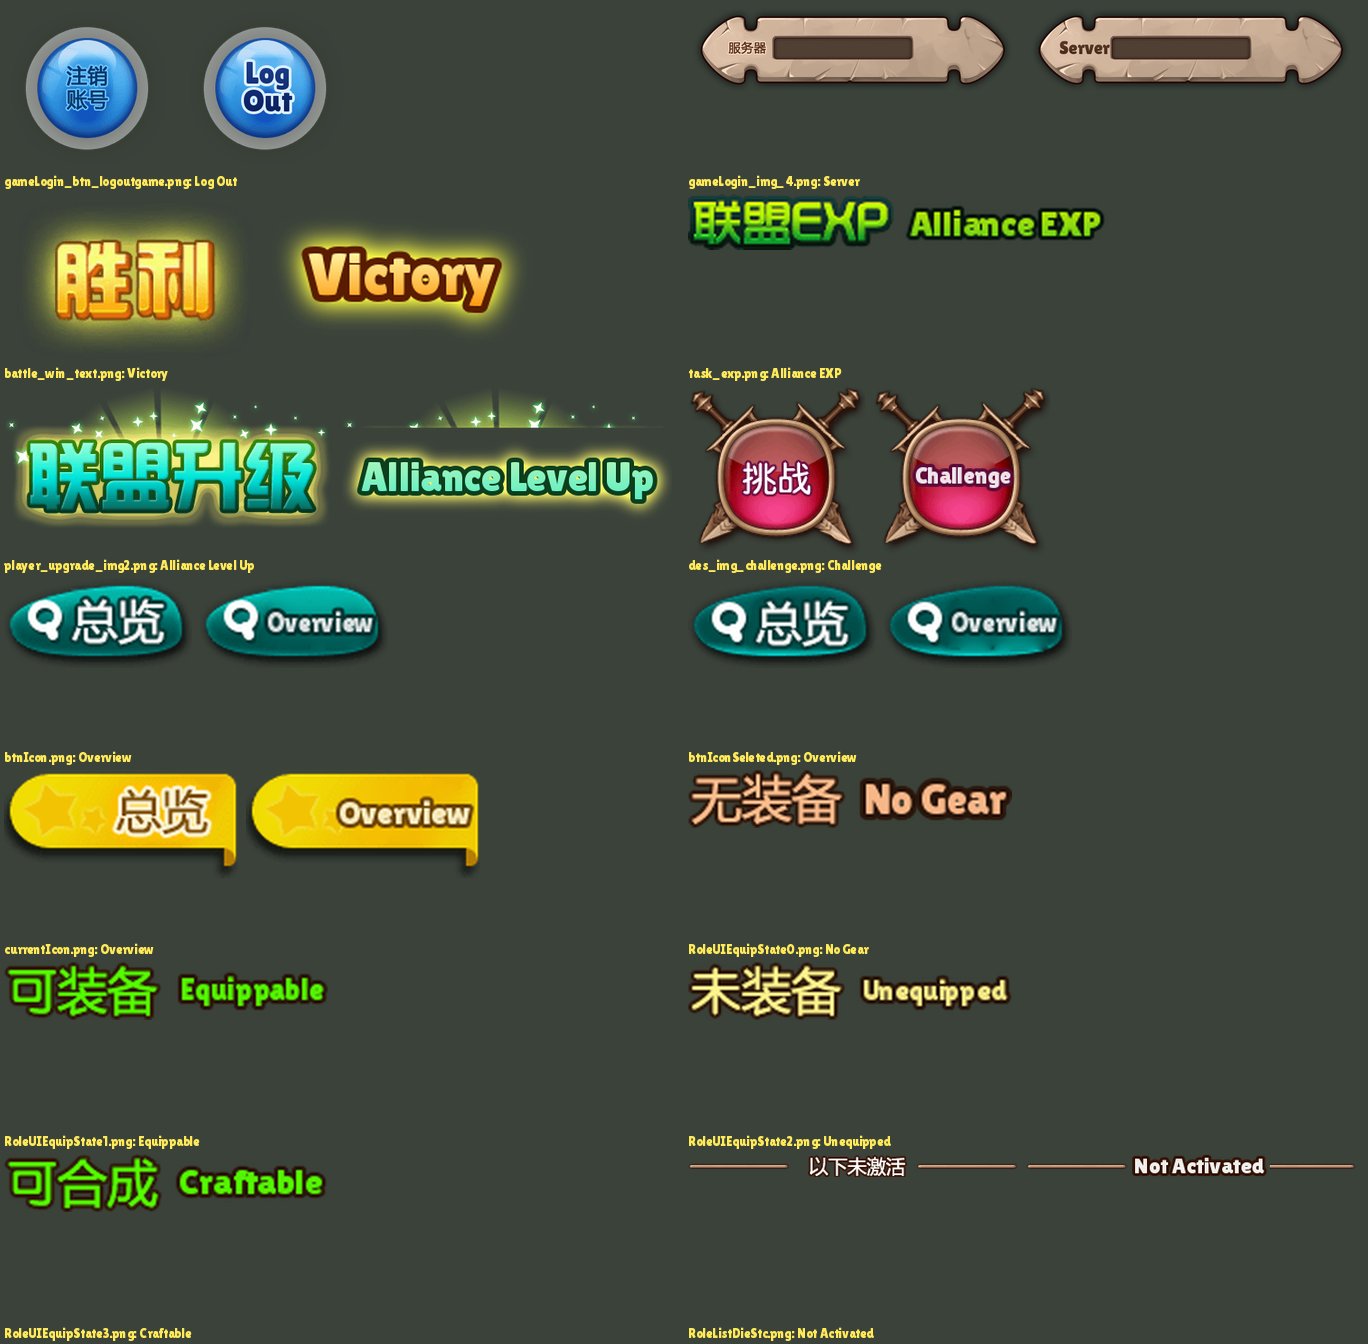 注销
账号
Log
Out
服务器
Server
gameLogin_btn_logoutgame.png: Log Out
gameLogin_img_4.png: Server
胜利
Victory
联盟EXP
Alliance EXP
battle_win_text.png: Victory
task_exp.png: Alliance EXP
联盟升级
Alliance Level Up
挑战
Challenge
player_upgrade_img2.png: Alliance Level Up
des_img_challenge.png: Challenge
总览
Overview
总览
Overview
btnIcon.png: Overview
btnIconSeleted.png: Overview
总览
Overview
无装备
No Gear
currentIcon.png: Overview
RoleUIEquipState0.png: No Gear
可装备
Equippable
未装备
Unequipped
RoleUIEquipState1.png: Equippable
RoleUIEquipState2.png: Unequipped
可合成
Craftable
以下未激活
Not Activated
RoleUIEquipState3.png: Craftable
RoleListDieStc.png: Not Activated